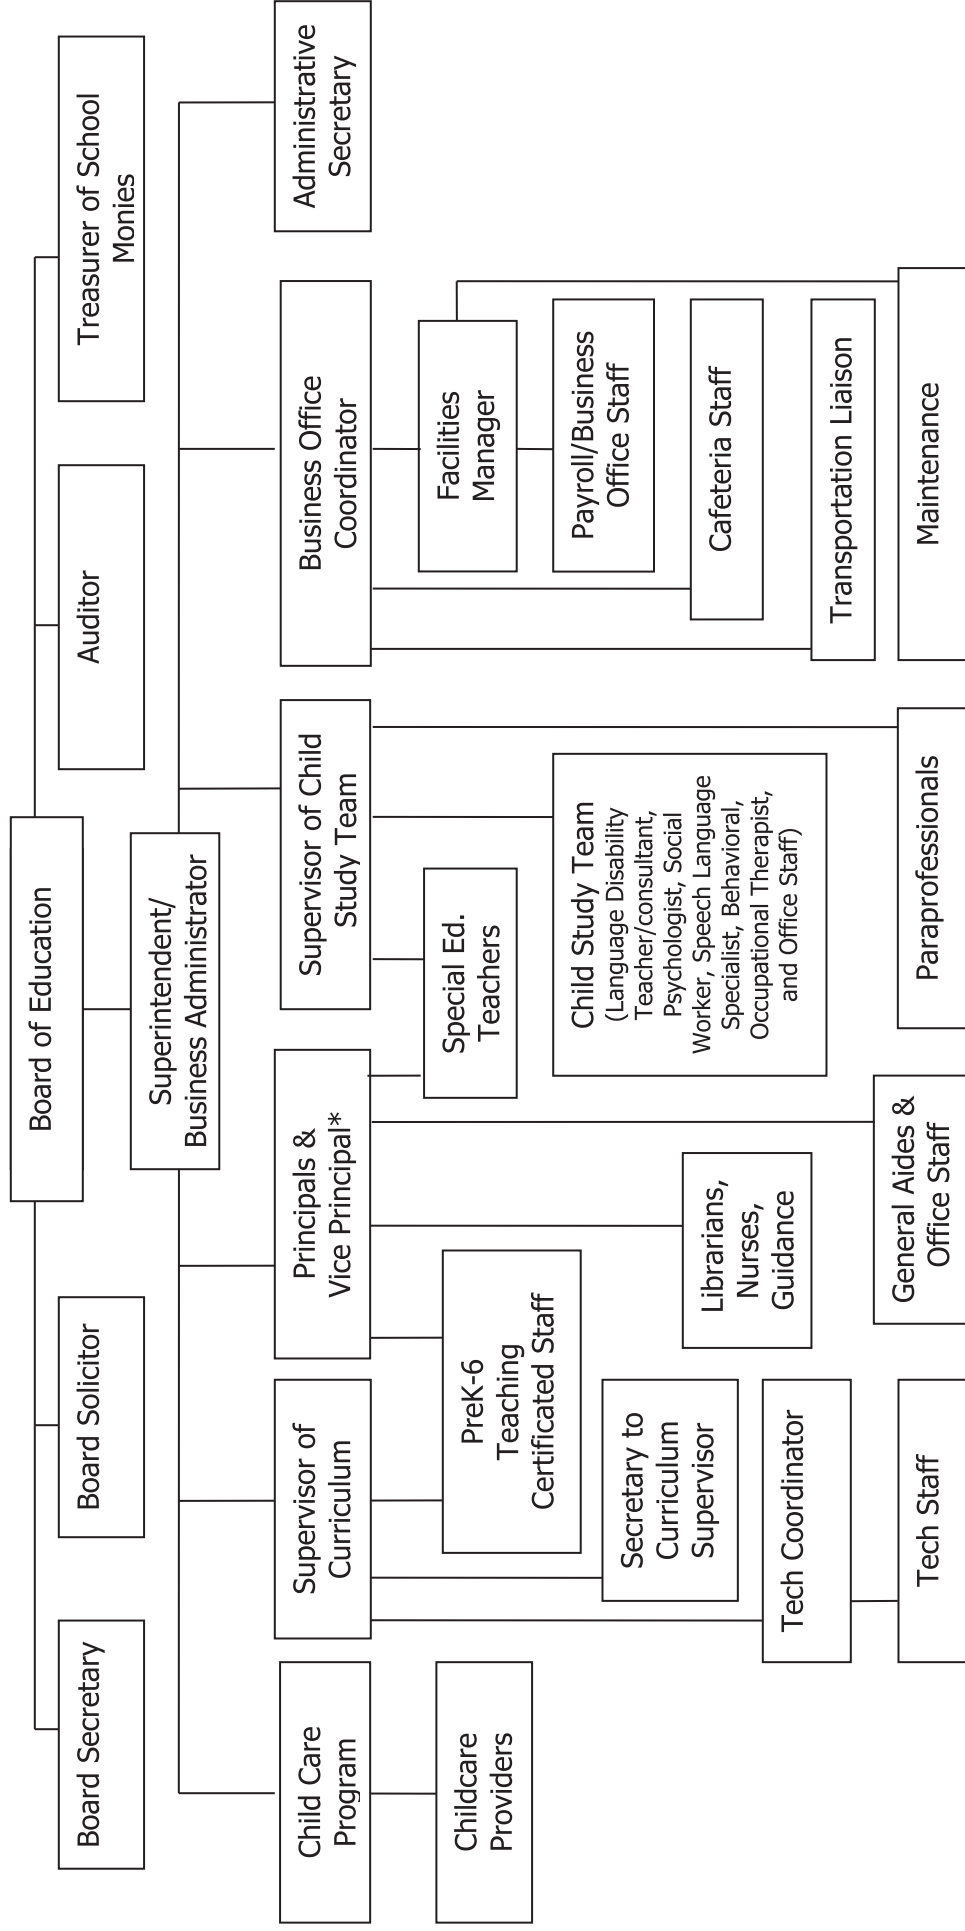 Board of Education
Board Secretary
Board Solicitor
Auditor
Treasurer of School
Monies
Superintendent/
Business Administrator
Child Care
Program
Supervisor of
Curriculum
Principals &
Vice Principal*
Supervisor of Child
Study Team
Business Office
Coordinator
Administrative
Secretary
Childcare
Providers
PreK-6
Teaching
Certificated Staff
Special Ed.
Teachers
Facilities
Manager
Secretary to
Curriculum
Supervisor
Librarians,
Nurses,
Guidance
Child Study Team
(Language Disability
Teacher/consultant,
Psychologist, Social
Worker, Speech Language
Specialist, Behavioral,
Occupational Therapist,
and Office Staff)
Payroll/Business
Office Staff
Cafeteria Staff
Tech Coordinator
Transportation Liaison
Tech Staff
General Aides &
Office Staff
Paraprofessionals
Maintenance